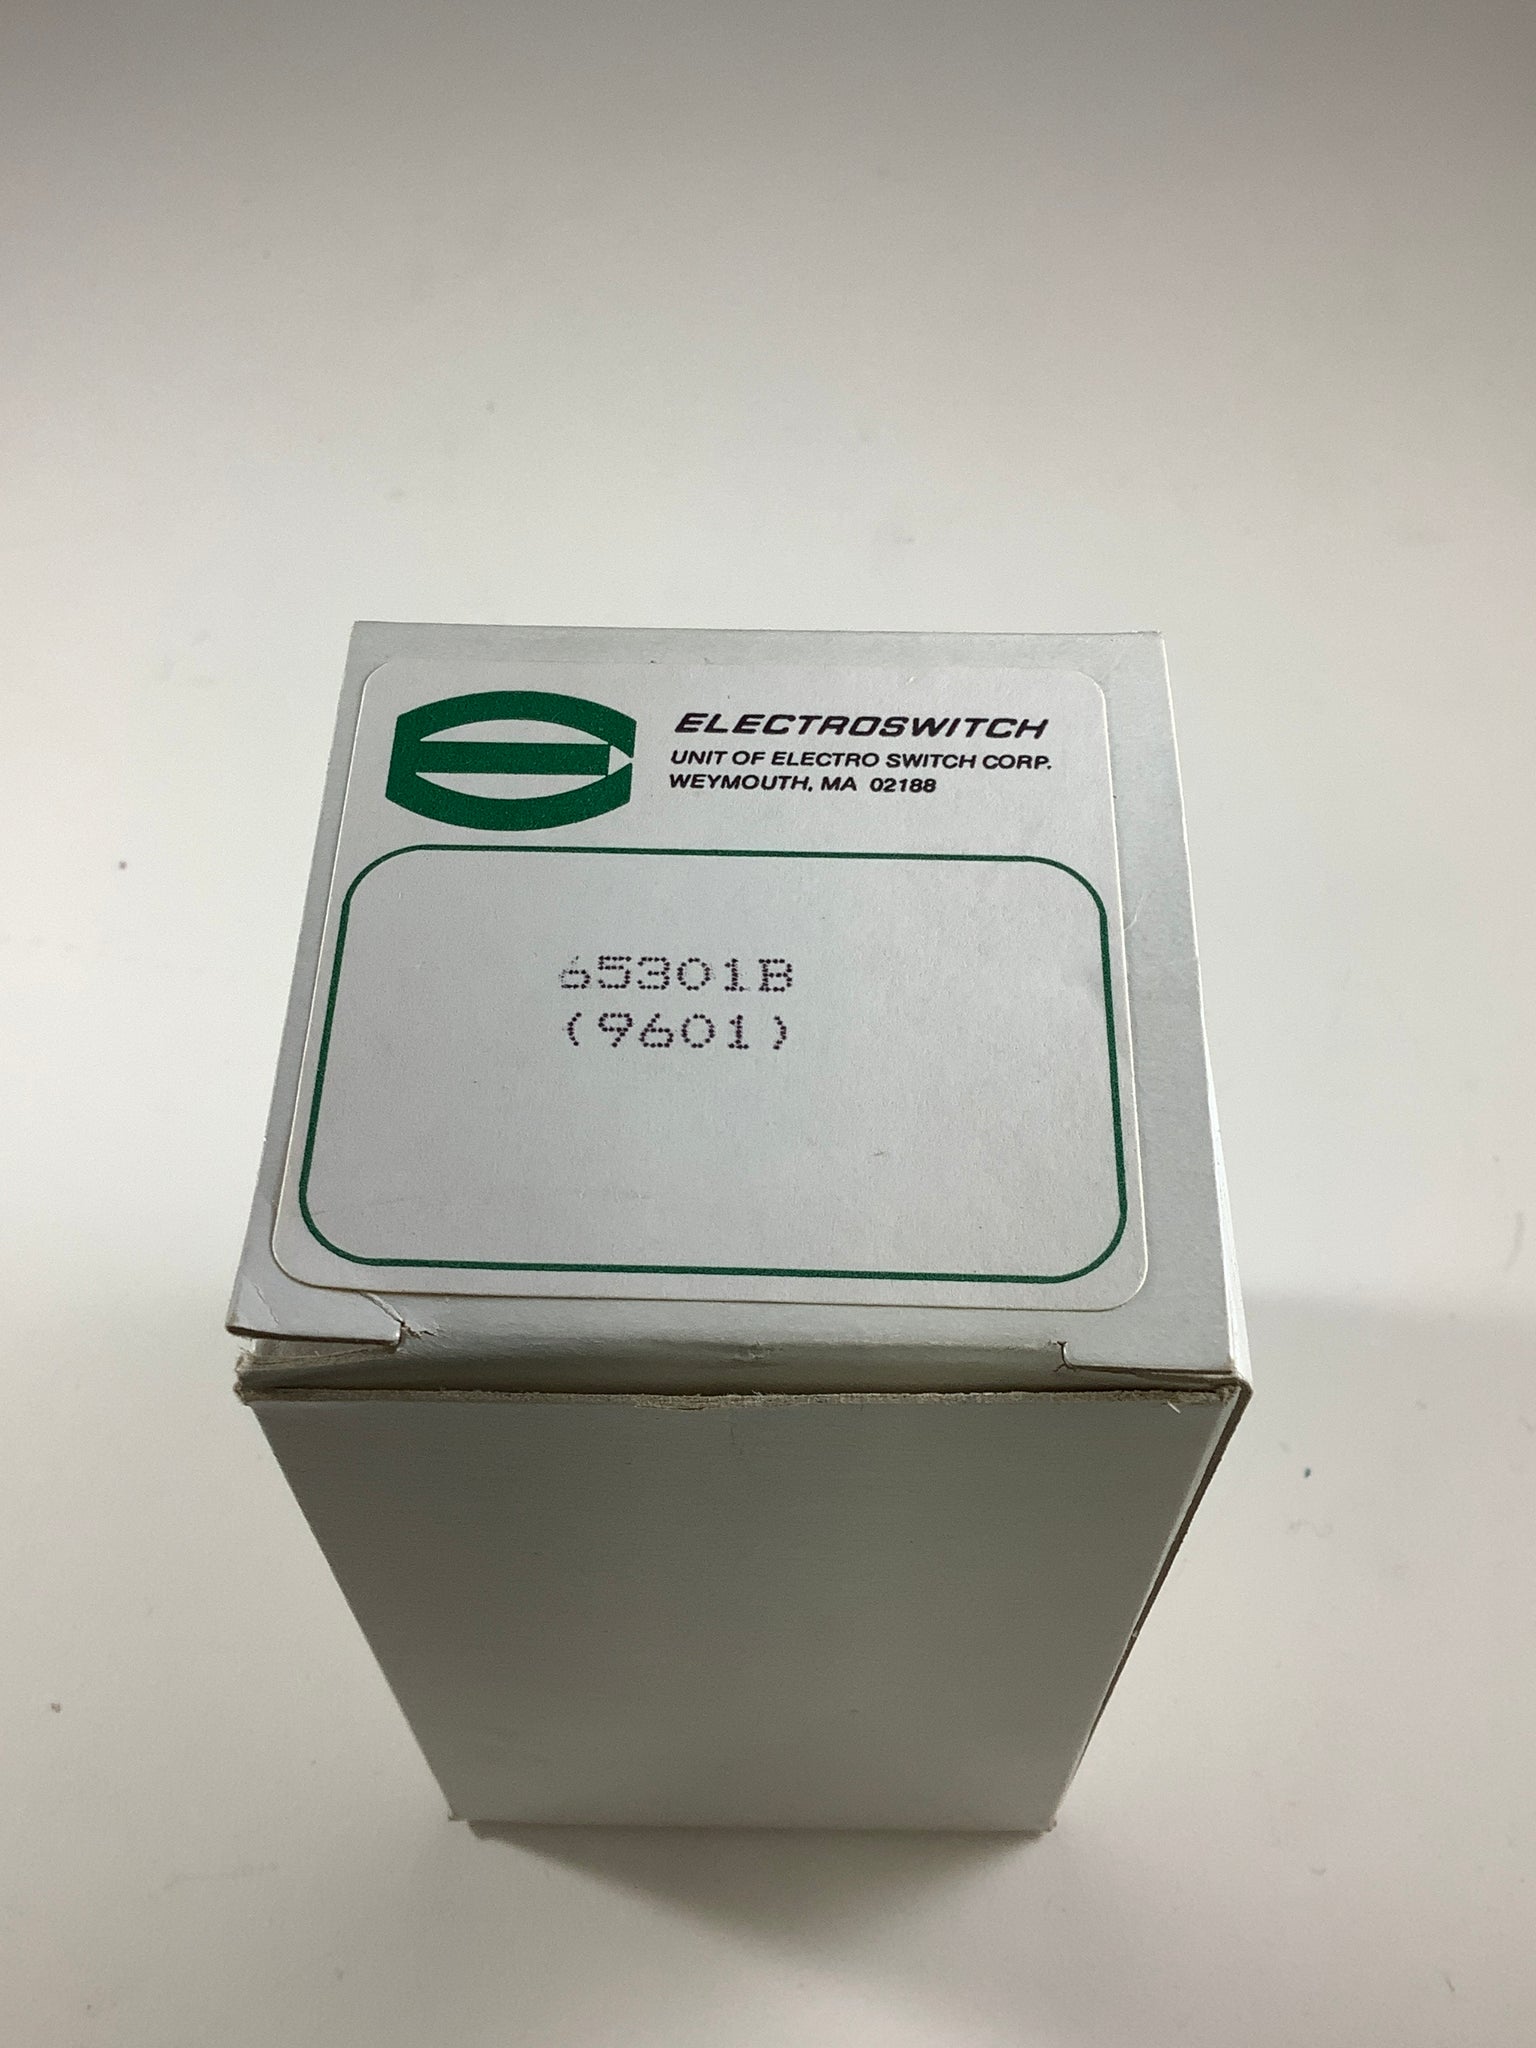 ELECTROSWITCH
UNIT OF ELECTRO SWITCH CORP.
WEYMOUTH, MA 02188
65301B
(9601)